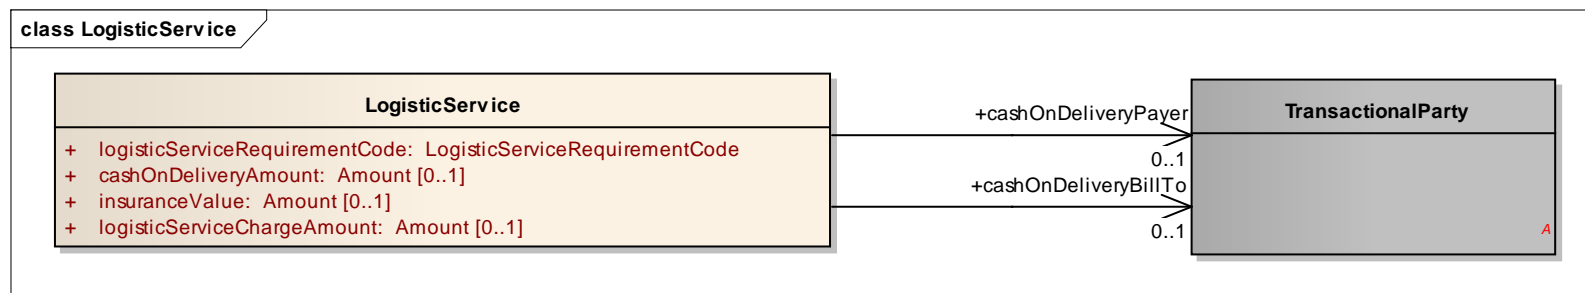 class LogisticService
LogisticService
+ logisticServiceRequirementCode: LogisticServiceRequirementCode
+ cashOnDeliveryAmount: Amount [0..1]
+ insuranceValue: Amount [0..1]
+ logisticServiceChargeAmount: Amount [0..1]
+cashOnDeliveryPayer
0..1
+cashOnDeliveryBillTo
0..1
TransactionalParty
A